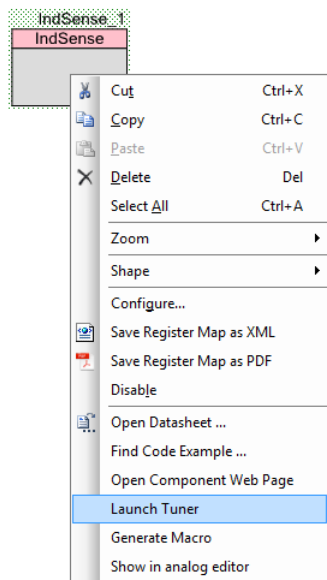 IndSense_1
IndSense
Cut Ctrl+X
Copy Ctrl+C
Paste Ctrl+V
Delete Del
Select All Ctrl+A
Zoom
Shape
Configure...
Save Register Map as XML
Save Register Map as PDF
Disable
Open Datasheet ...
Find Code Example ...
Open Component Web Page
Launch Tuner
Generate Macro
Show in analog editor